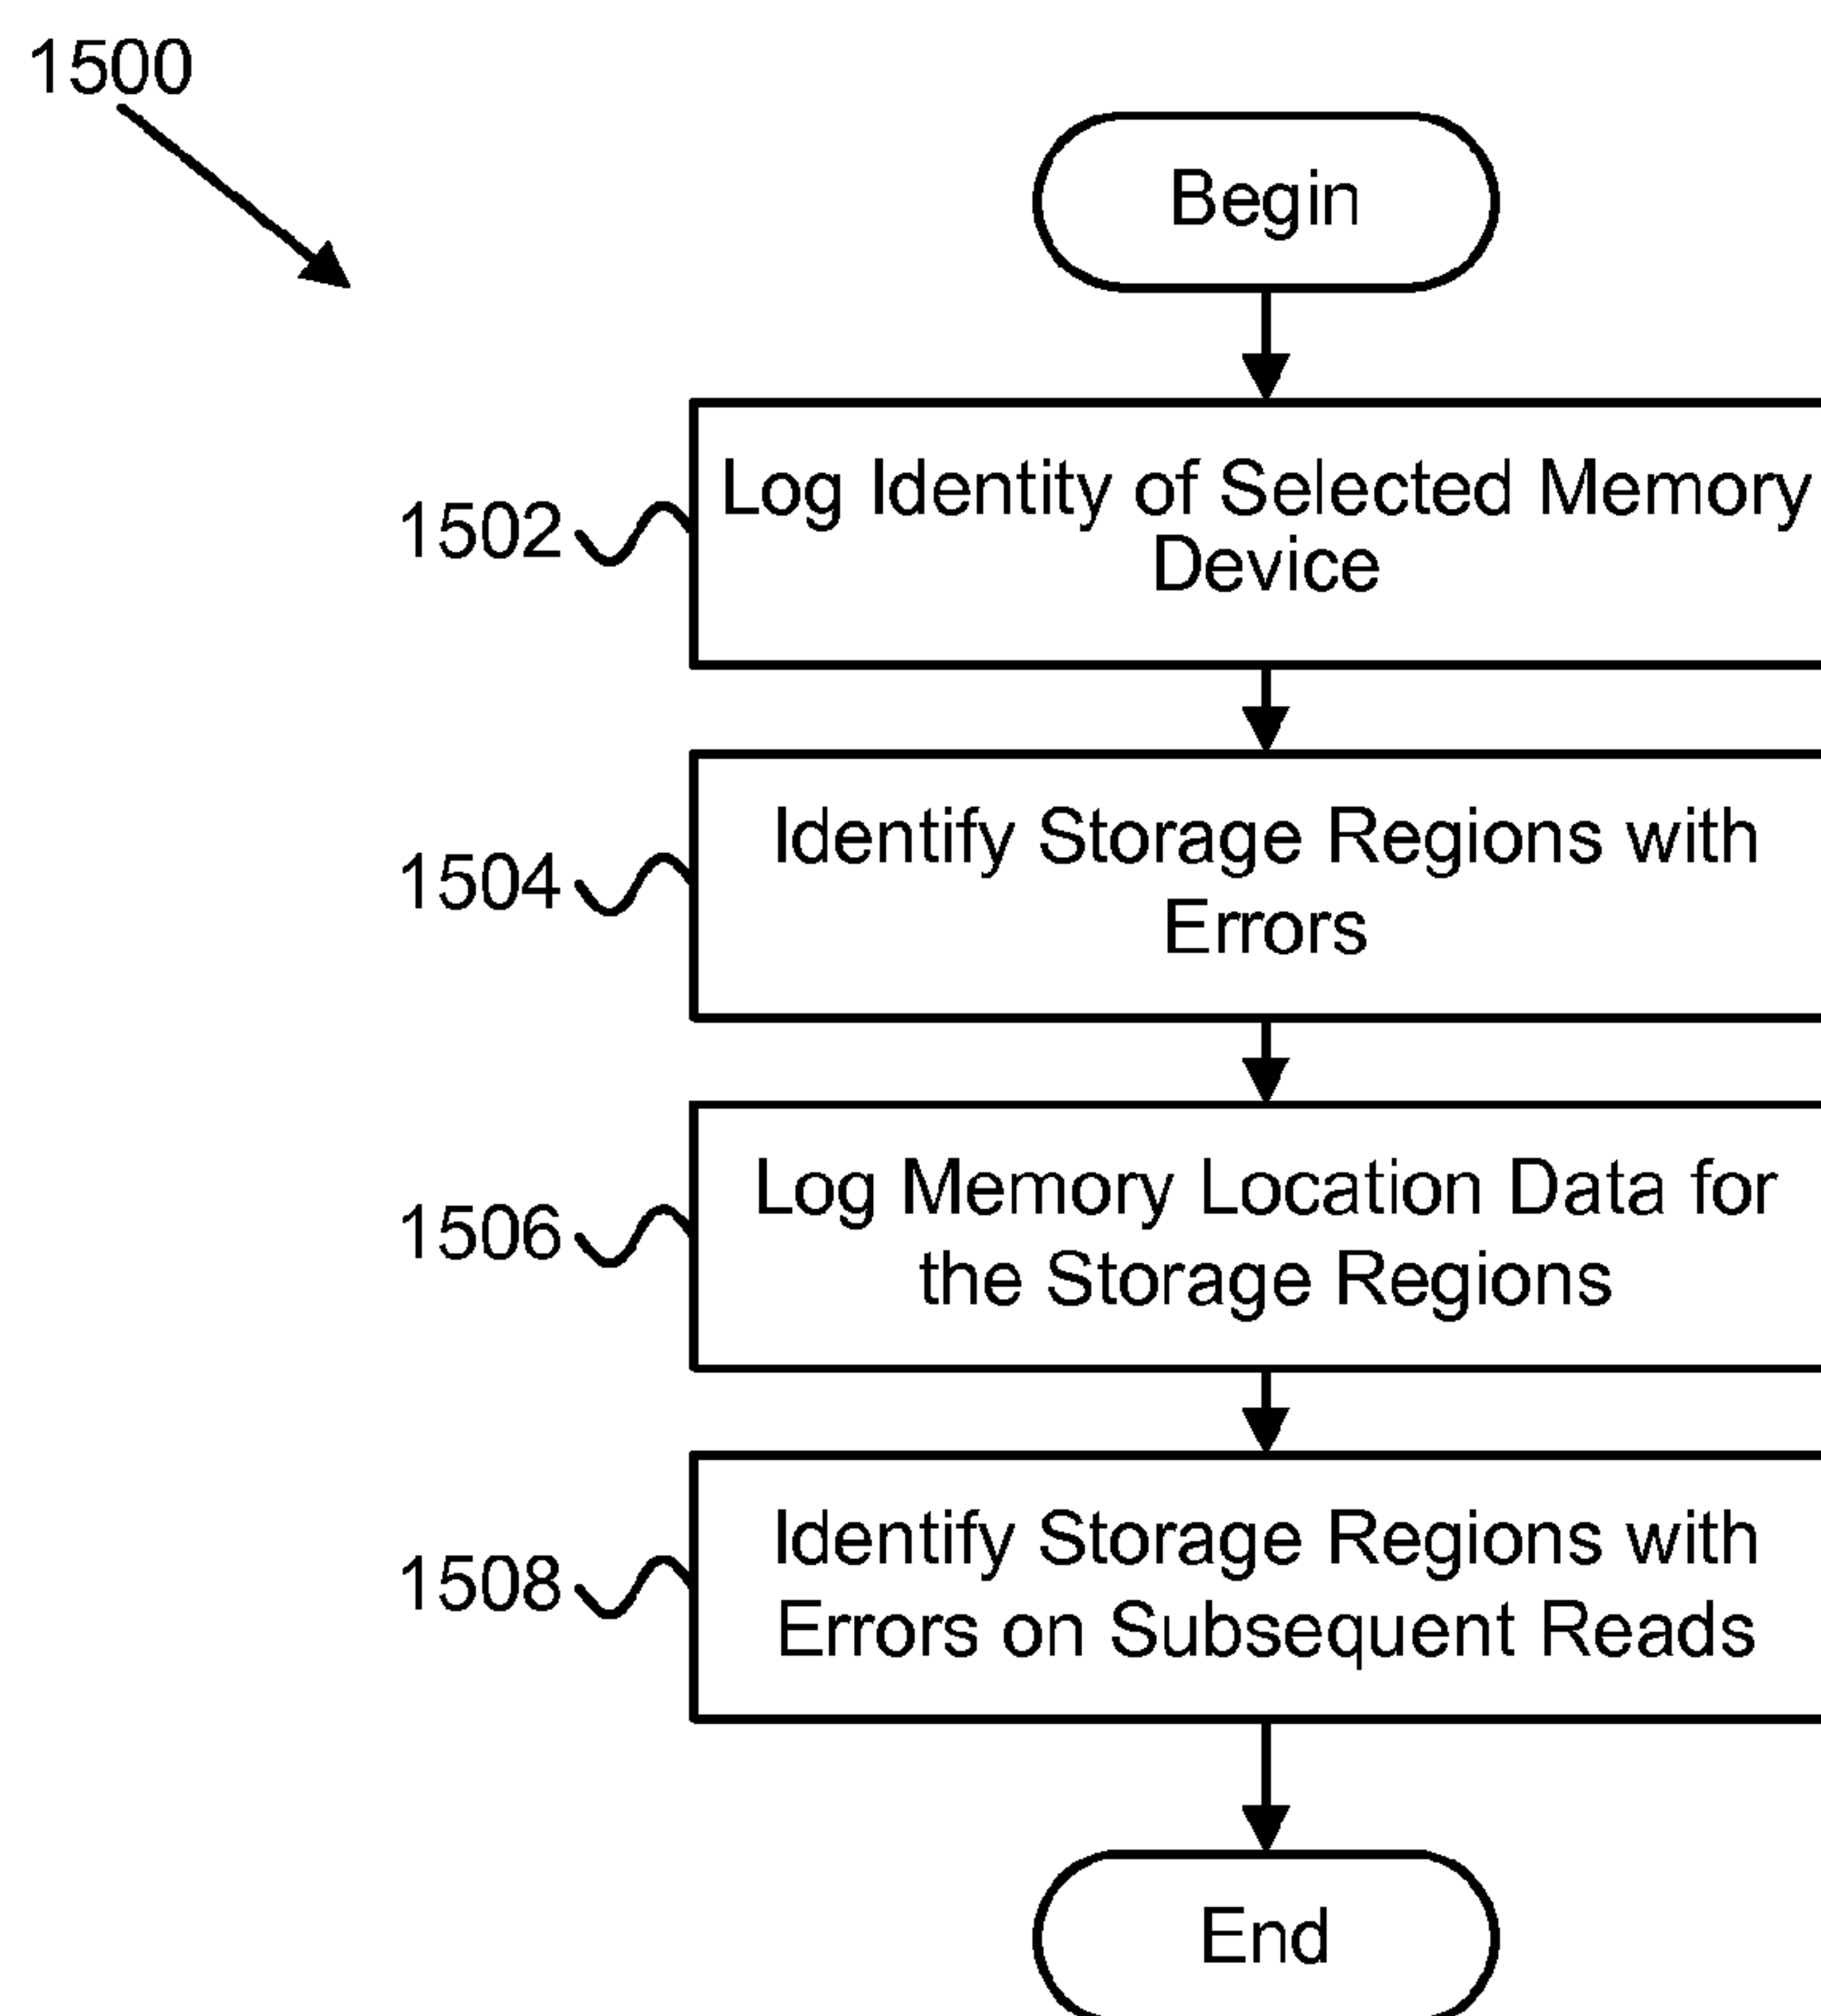 1500
Begin
1502
Log Identity of Selected Memory
Device
1504
Identify Storage Regions with
Errors
1506
Log Memory Location Data for
the Storage Regions
1508
Identify Storage Regions with
Errors on Subsequent Reads
End